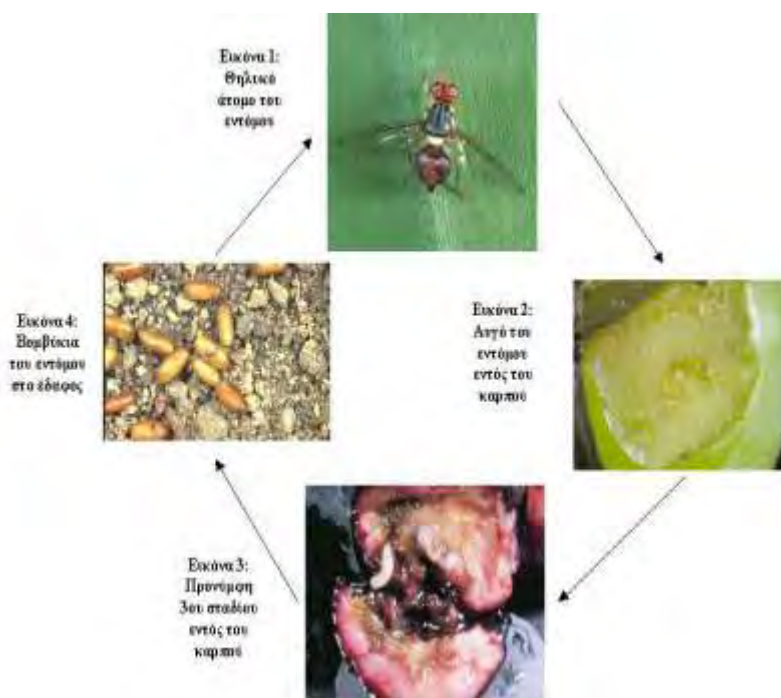 Εικόνα 1:
Θηλυκό
άτομο του
εντόμου
Εικόνα 2:
Αυγό του
εντόμου
εντός του
καρπού
Εικόνα 3:
Προνύμφη
3ου σταδίου
εντός του
καρπού
Εικόνα 4:
Βομβύκια
του εντόμου
στο έδαφος